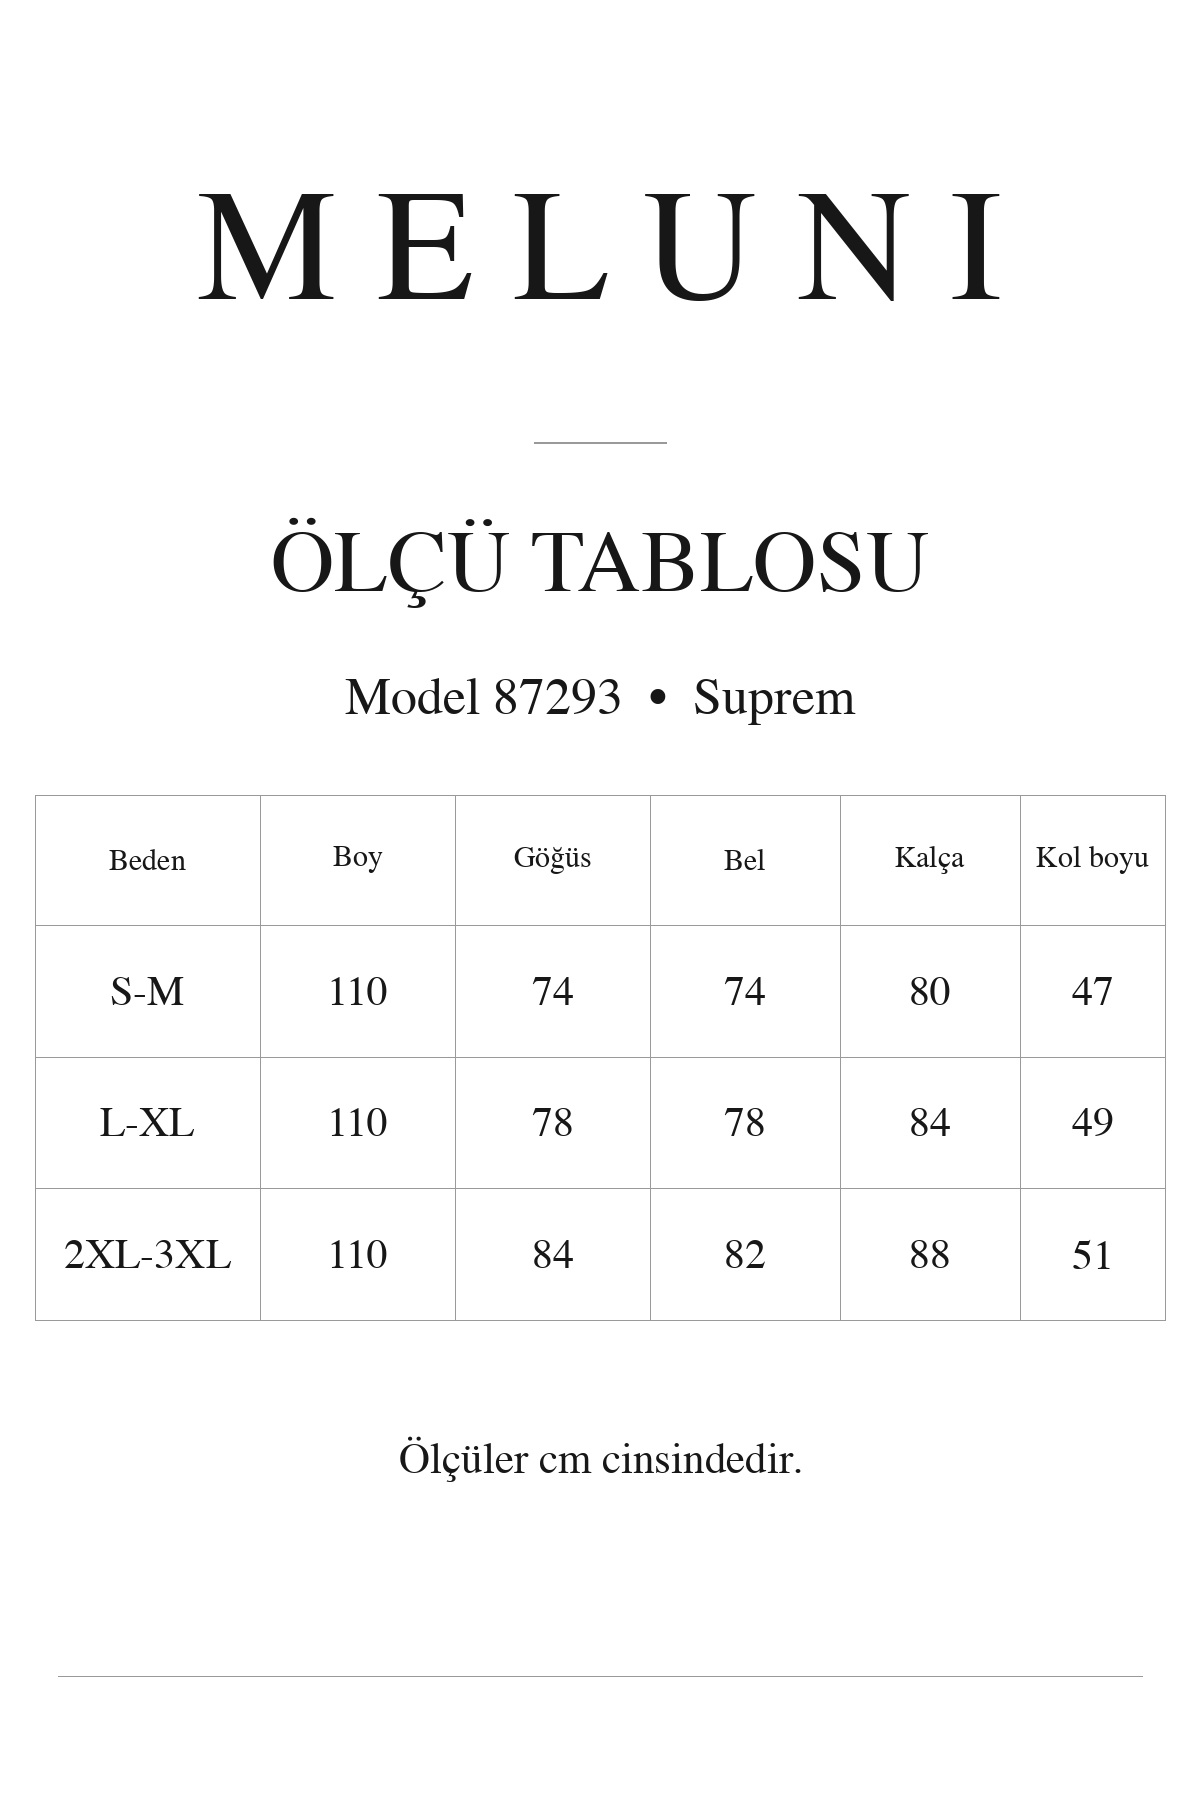 MELUNI
ÖLÇÜ TABLOSU
Model 87293 • Suprem
Beden Boy Göğüs Bel Kalça Kol boyu
S-M 110 74 74 80 47
L-XL 110 78 78 84 49
2XL-3XL 110 84 82 88 51
Ölçüler cm cinsindedir.